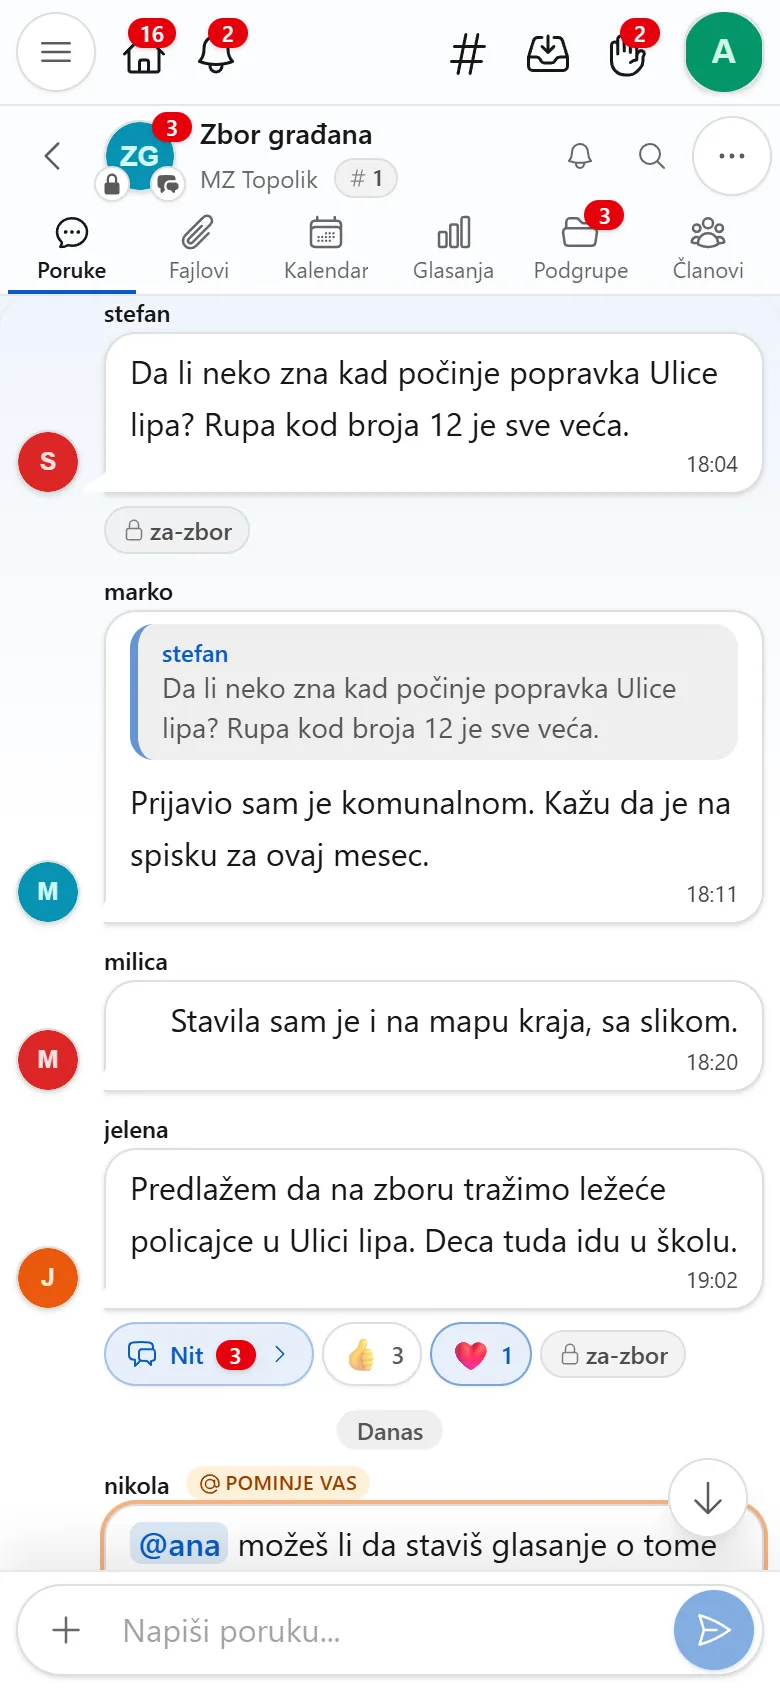 16
2
2
A
3
ZG
Zbor građana
MZ Topolik
# 1
3
Poruke
Fajlovi
Kalendar
Glasanja
Podgrupe
Članovi
stefan
Da li neko zna kad počinje popravka Ulice
lipa? Rupa kod broja 12 je sve veća.
18:04
S
za-zbor
marko
stefan
Da li neko zna kad počinje popravka Ulice
lipa? Rupa kod broja 12 je sve veća.
Prijavio sam je komunalnom. Kažu da je na
spisku za ovaj mesec.
18:11
M
milica
Stavila sam je i na mapu kraja, sa slikom.
18:20
M
jelena
Predlažem da na zboru tražimo ležeće
policajce u Ulici lipa. Deca tuda idu u školu.
19:02
J
Nit 3
👍 3
❤️ 1
za-zbor
Danas
nikola
@ POMINJE VAS
@ana možeš li da staviš glasanje o tome
Napiši poruku...